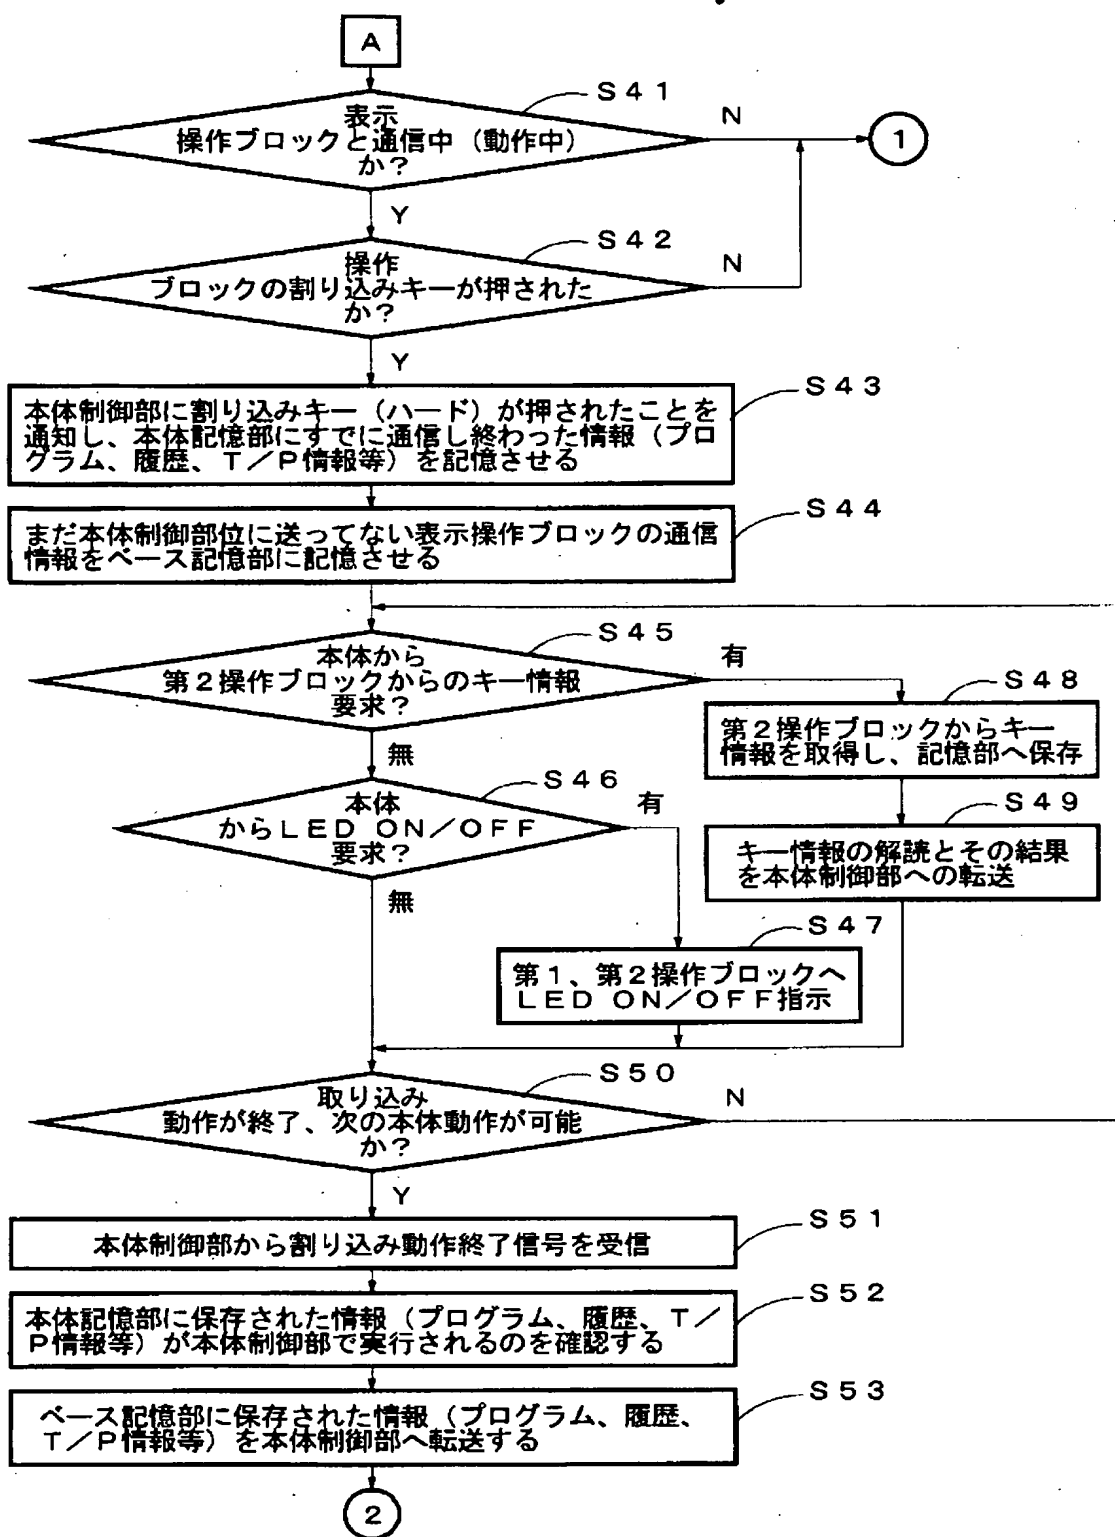 A
S41
表示
操作ブロックと通信中（動作中）
か？
N
1
Y
S42
操作
ブロックの割り込みキーが押された
か？
N
Y
S43
本体制御部に割り込みキー（ハード）が押されたことを
通知し、本体記憶部にすでに通信し終わった情報（プロ
グラム、履歴、T／P情報等）を記憶させる
S44
まだ本体制御部位に送ってない表示操作ブロックの通信
情報をベース記憶部に記憶させる
S45
本体から
第2操作ブロックからのキー情報
要求？
有
無
S48
第2操作ブロックからキー
情報を取得し、記憶部へ保存
S46
本体
からLED ON／OFF
要求？
有
無
S49
キー情報の解読とその結果
を本体制御部への転送
S47
第1、第2操作ブロックへ
LED ON／OFF指示
S50
取り込み
動作が終了、次の本体動作が可能
か？
N
Y
S51
本体制御部から割り込み動作終了信号を受信
S52
本体記憶部に保存された情報（プログラム、履歴、T／
P情報等）が本体制御部で実行されるのを確認する
S53
ベース記憶部に保存された情報（プログラム、履歴、
T／P情報等）を本体制御部へ転送する
2